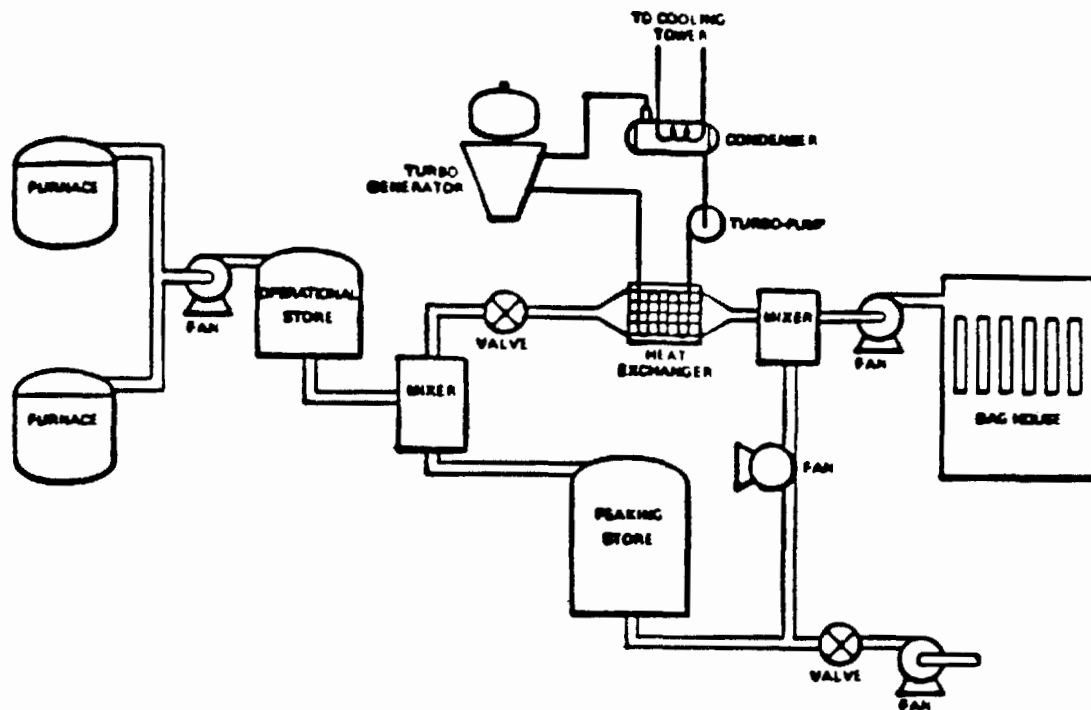 TO COOLING
TOWER
CONDENSER
TURBO
GENERATOR
TURBO-PUMP
FURNACE
FAN
OPERATIONAL
STORE
VALVE
HEAT
EXCHANGER
MIXER
FAN
BAG HOUSE
MIXER
FURNACE
PEAKING
STORE
FAN
VALVE
FAN